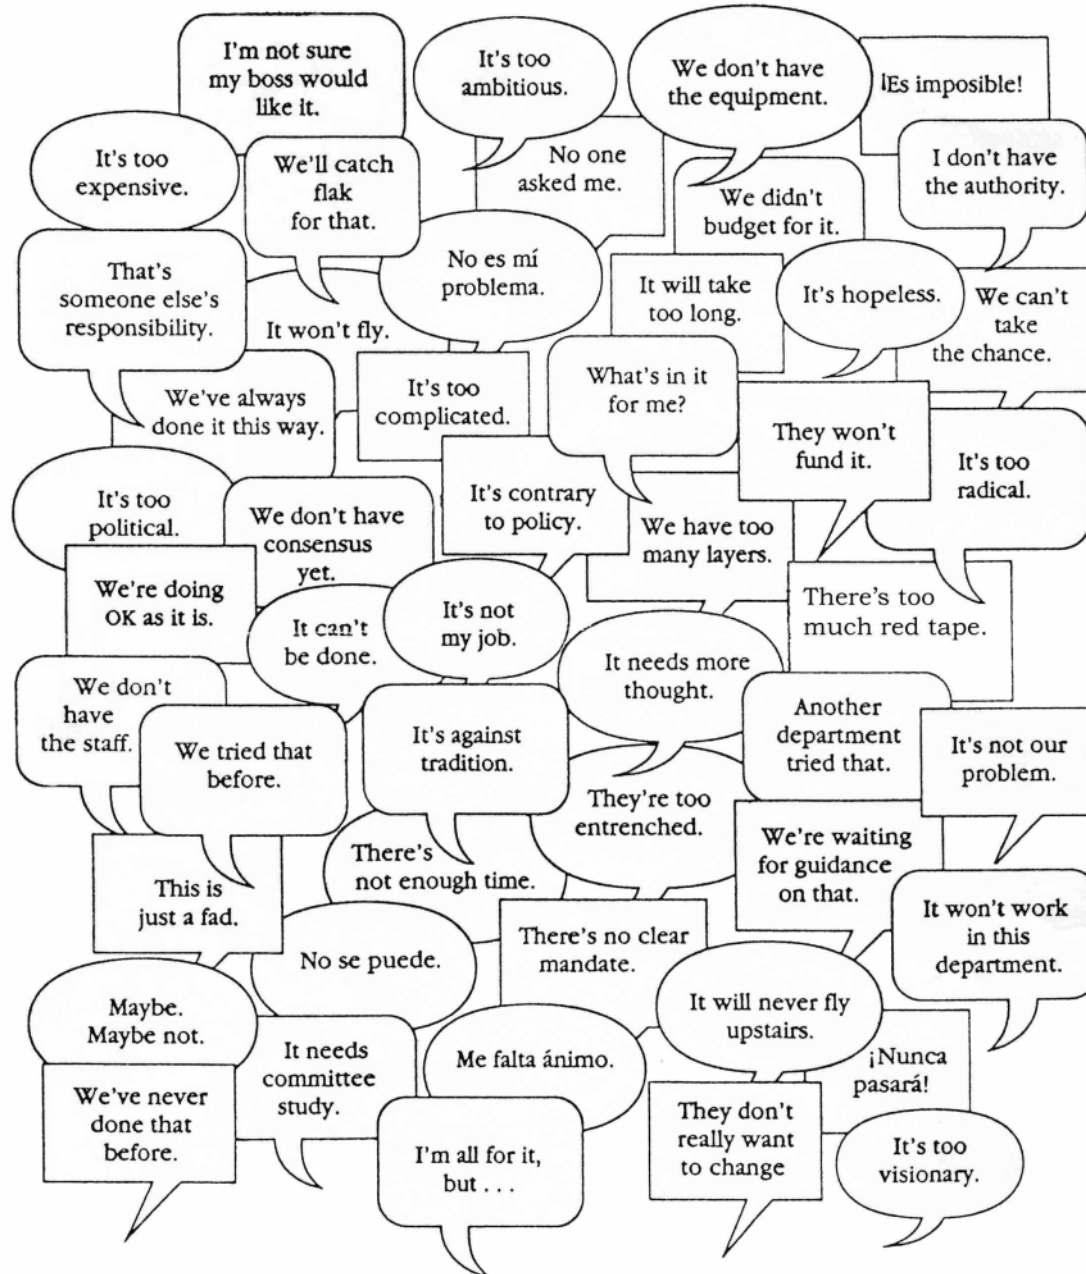 I'm not sure
my boss would
like it.
It's too
ambitious.
We don't have
the equipment.
¡Es imposible!
It's too
expensive.
We'll catch
flak
for that.
No one
asked me.
We didn't
budget for it.
I don't have
the authority.
That's
someone else's
responsibility.
It won't fly.
No es mí
problema.
It will take
too long.
It's hopeless.
We can't
take
the chance.
We've always
done it this way.
It's too
complicated.
What's in it
for me?
They won't
fund it.
It's too
radical.
It's too
political.
We don't have
consensus
yet.
It's contrary
to policy.
We have too
many layers.
We're doing
OK as it is.
It can't
be done.
It's not
my job.
It needs more
thought.
There's too
much red tape.
We don't
have
the staff.
We tried that
before.
It's against
tradition.
They're too
entrenched.
Another
department
tried that.
It's not our
problem.
This is
just a fad.
There's
not enough time.
We're waiting
for guidance
on that.
It won't work
in this
department.
No se puede.
There's no clear
mandate.
It will never fly
upstairs.
Maybe.
Maybe not.
It needs
committee
study.
Me falta ánimo.
¡Nunca
pasará!
We've never
done that
before.
I'm all for it,
but . . .
They don't
really want
to change
It's too
visionary.